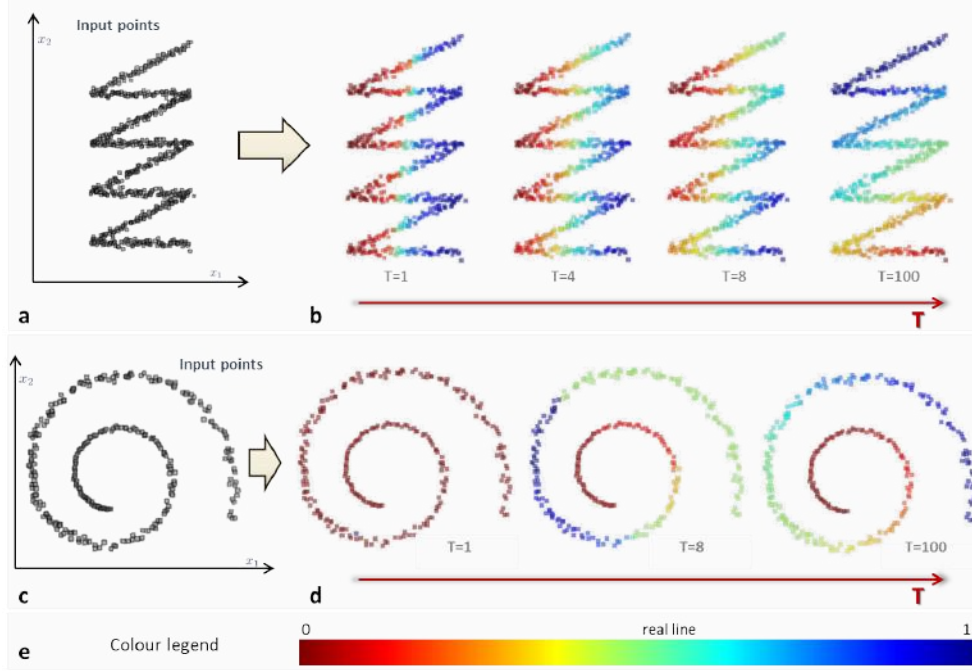 Input points
x₂
x₁
a
T=1 T=4 T=8 T=100
b
T
Input points
x₂
x₁
c
T=1 T=8 T=100
d
T
e Colour legend
0 real line 1